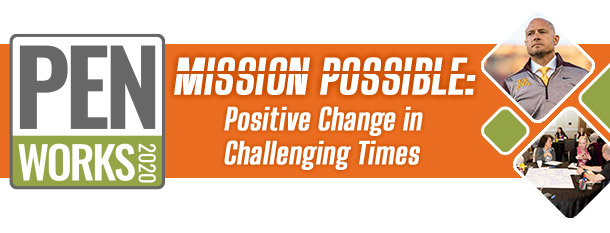 PEN
WORKS 2020
MISSION POSSIBLE:
Positive Change in
Challenging Times